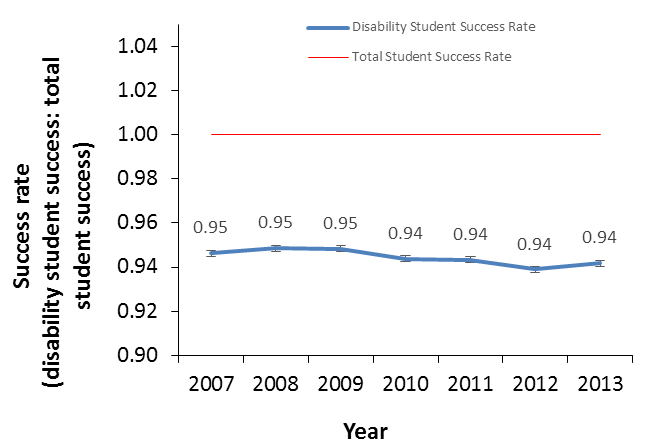 Disability Student Success Rate
Total Student Success Rate
Success rate
(disability student success: total
student success)
1.04
1.02
1.00
0.98
0.96
0.94
0.92
0.90
0.95
0.95
0.95
0.94
0.94
0.94
0.94
2007 2008 2009 2010 2011 2012 2013
Year